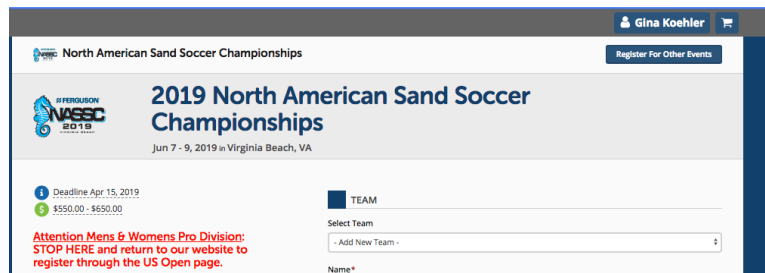 Gina Koehler
North American Sand Soccer Championships
Register For Other Events
FERGUSON
NASSC
2019
VIRGINIA BEACH
2019 North American Sand Soccer
Championships
Jun 7 - 9, 2019 in Virginia Beach, VA
Deadline Apr 15, 2019
$550.00 - $650.00
Attention Mens & Womens Pro Division:
STOP HERE and return to our website to
register through the US Open page.
TEAM
Select Team
- Add New Team -
Name*